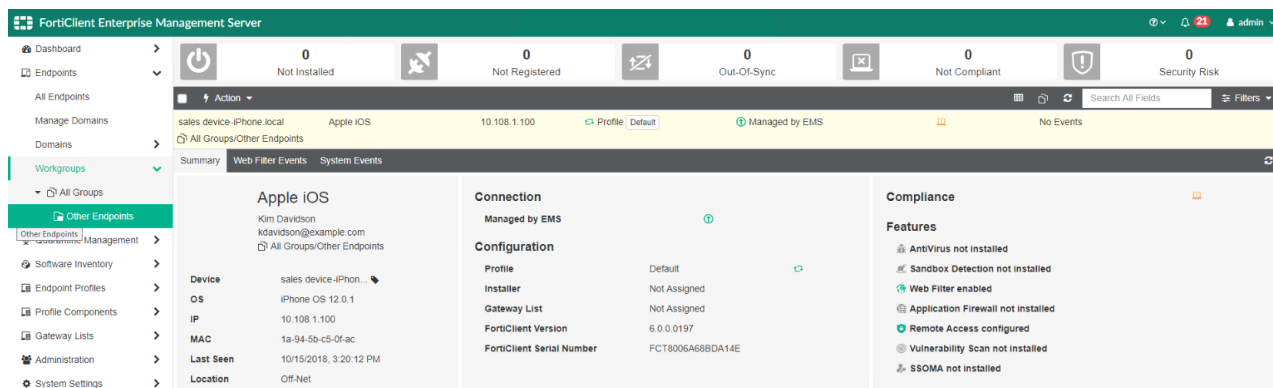 FortiClient Enterprise Management Server
21
admin
Dashboard
Endpoints
All Endpoints
Manage Domains
Domains
Workgroups
All Groups
Other Endpoints
Other Endpoints
Quarantine Management
Software Inventory
Endpoint Profiles
Profile Components
Gateway Lists
Administration
System Settings
0
Not Installed
0
Not Registered
0
Out-Of-Sync
0
Not Compliant
0
Security Risk
Action
Search All Fields
Filters
sales device-iPhone.local Apple iOS 10.108.1.100 Profile Default Managed by EMS No Events
All Groups/Other Endpoints
Summary Web Filter Events System Events
Apple iOS
Kim Davidson
kdavidson@example.com
All Groups/Other Endpoints
Device sales device-iPhon...
OS iPhone OS 12.0.1
IP 10.108.1.100
MAC 1a-94-5b-c5-0f-ac
Last Seen 10/15/2018, 3:20:12 PM
Location Off-Net
Connection
Managed by EMS
Configuration
Profile Default
Installer Not Assigned
Gateway List Not Assigned
FortiClient Version 6.0.0.0197
FortiClient Serial Number FCT8006A68BDA14E
Compliance
Features
AntiVirus not installed
Sandbox Detection not installed
Web Filter enabled
Application Firewall not installed
Remote Access configured
Vulnerability Scan not installed
SSOMA not installed